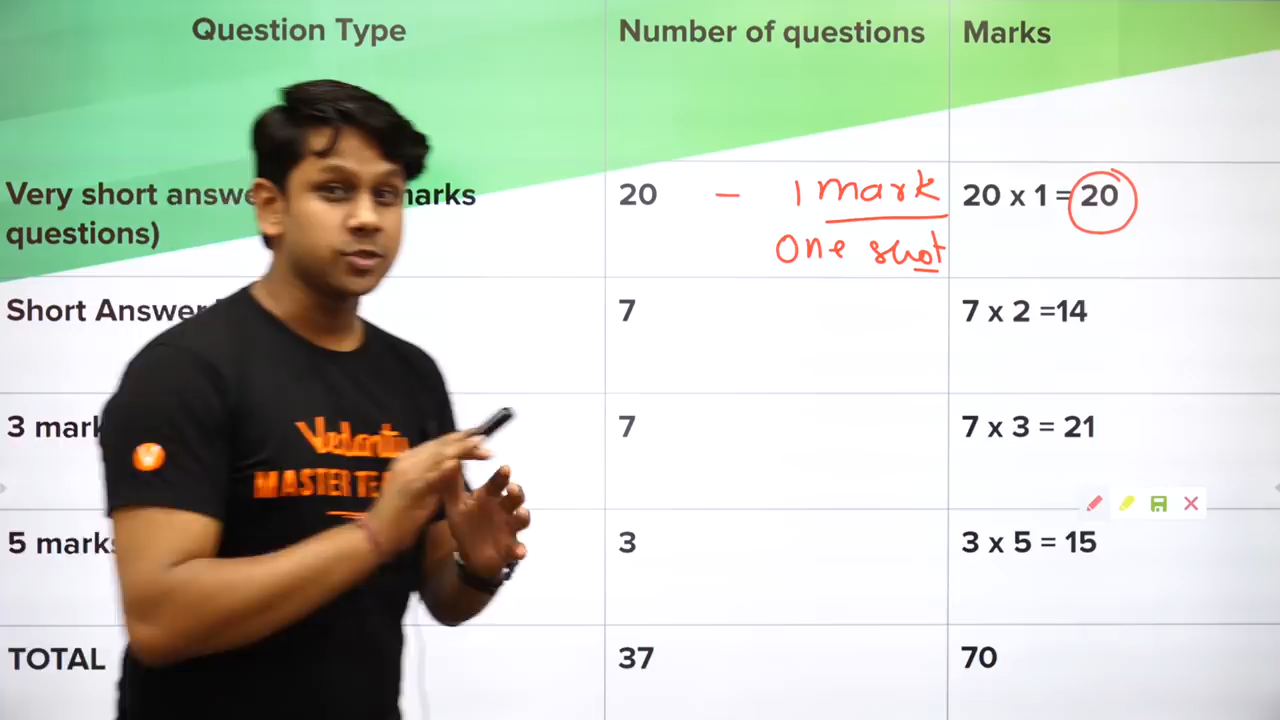 Question Type Number of questions Marks
Very short answe marks 20 - 1 mark 20 x 1 = 20
questions) One shot
Short Answer 7 7 x 2 =14
3 mark 7 7 x 3 = 21
5 marks 3 3 x 5 = 15
TOTAL 37 70
Vedantu
MASTER TEA